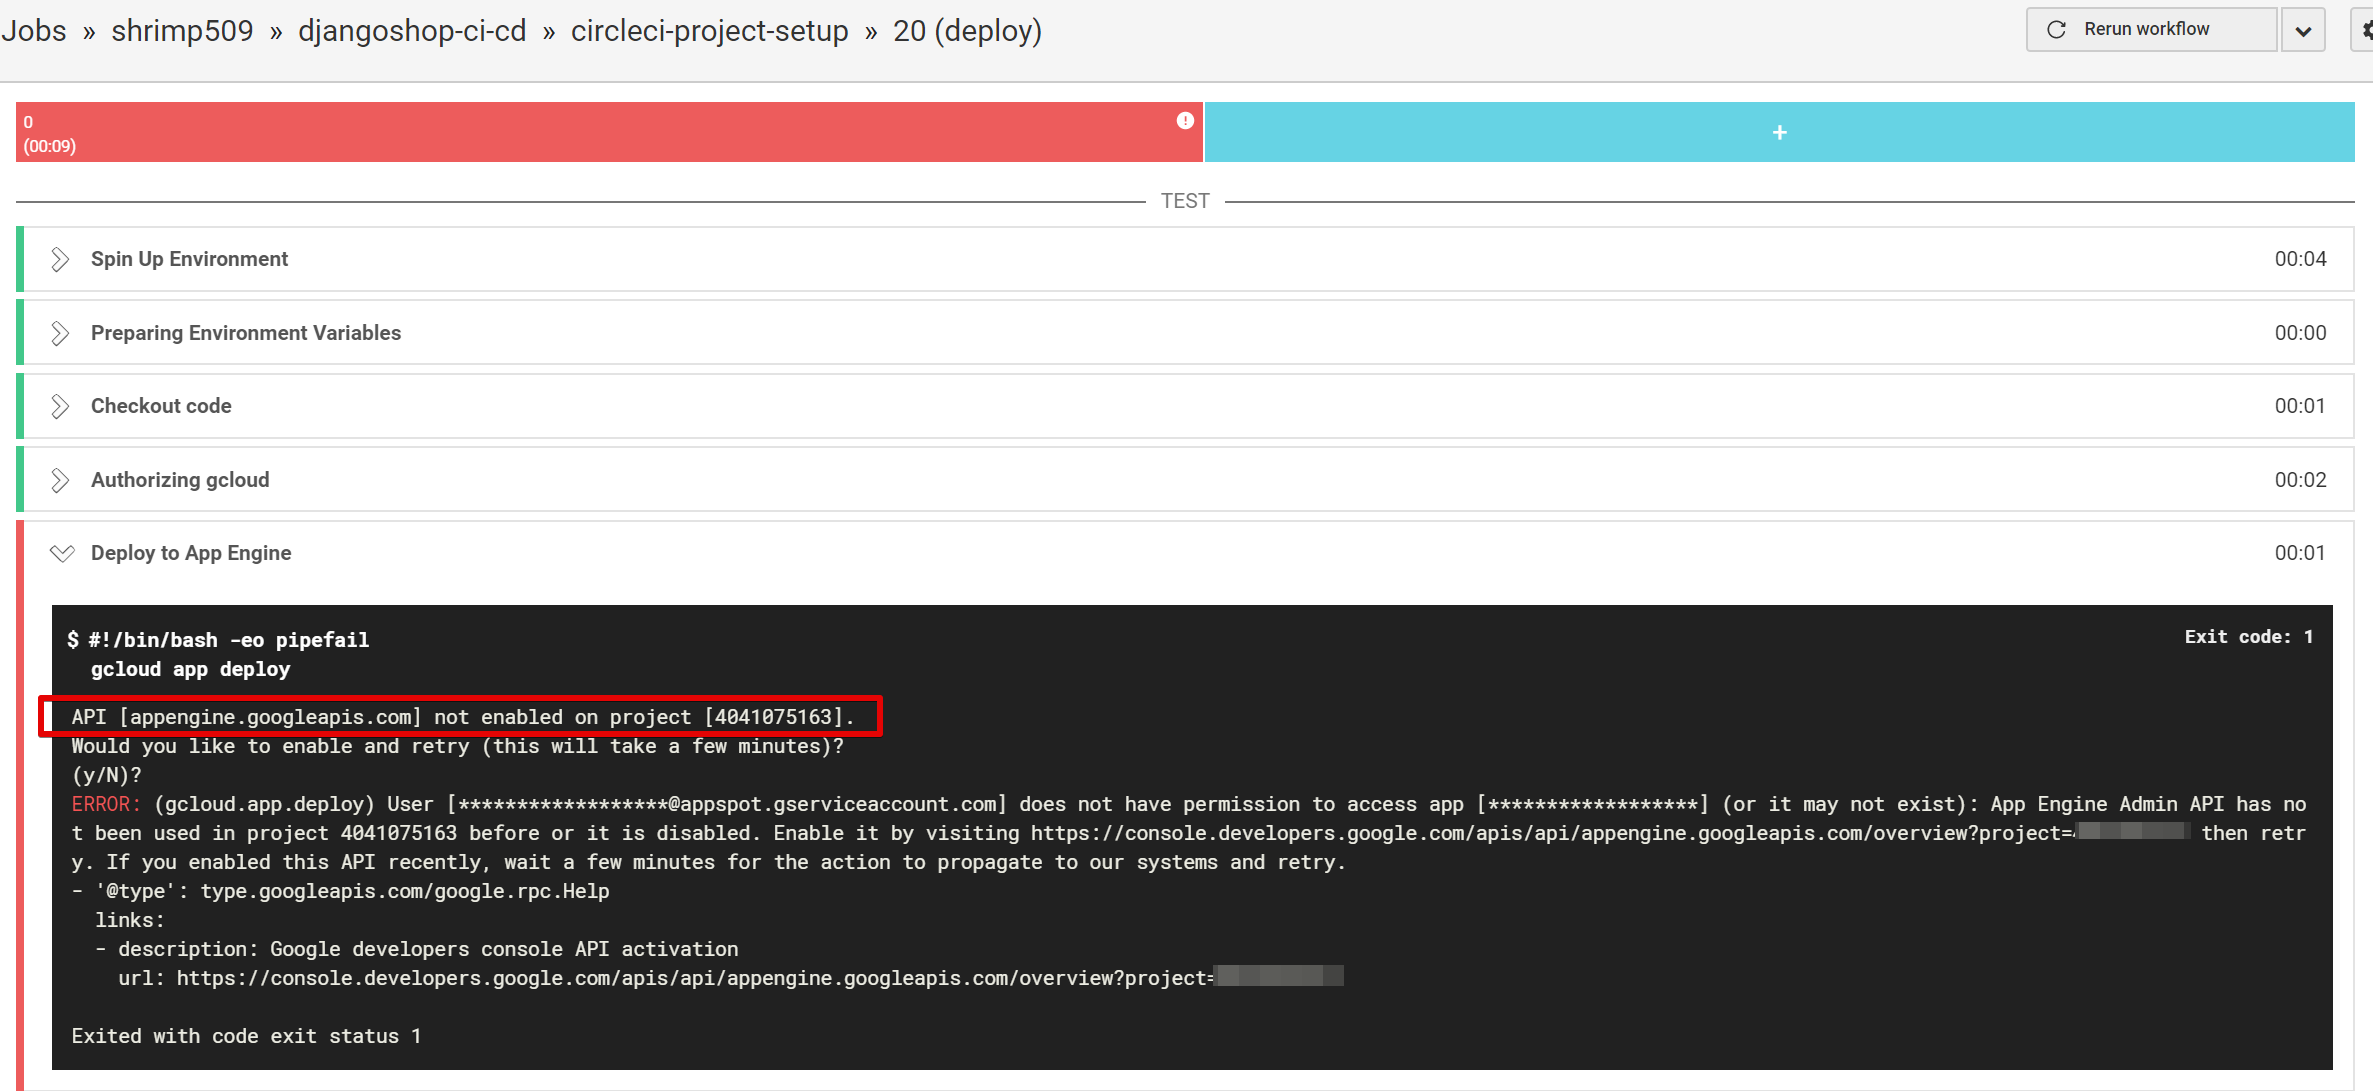 Jobs » shrimp509 » djangoshop-ci-cd » circleci-project-setup » 20 (deploy)
Rerun workflow
0
(00:09)
+
TEST
Spin Up Environment 00:04
Preparing Environment Variables 00:00
Checkout code 00:01
Authorizing gcloud 00:02
Deploy to App Engine 00:01
$ #!/bin/bash -eo pipefail
Exit code: 1
gcloud app deploy
API [appengine.googleapis.com] not enabled on project [4041075163].
Would you like to enable and retry (this will take a few minutes)?
(y/N)?
ERROR: (gcloud.app.deploy) User [******************@appspot.gserviceaccount.com] does not have permission to access app [******************] (or it may not exist): App Engine Admin API has no
t been used in project 4041075163 before or it is disabled. Enable it by visiting https://console.developers.google.com/apis/api/appengine.googleapis.com/overview?project= then retr
y. If you enabled this API recently, wait a few minutes for the action to propagate to our systems and retry.
- '@type': type.googleapis.com/google.rpc.Help
links:
- description: Google developers console API activation
url: https://console.developers.google.com/apis/api/appengine.googleapis.com/overview?project=
Exited with code exit status 1